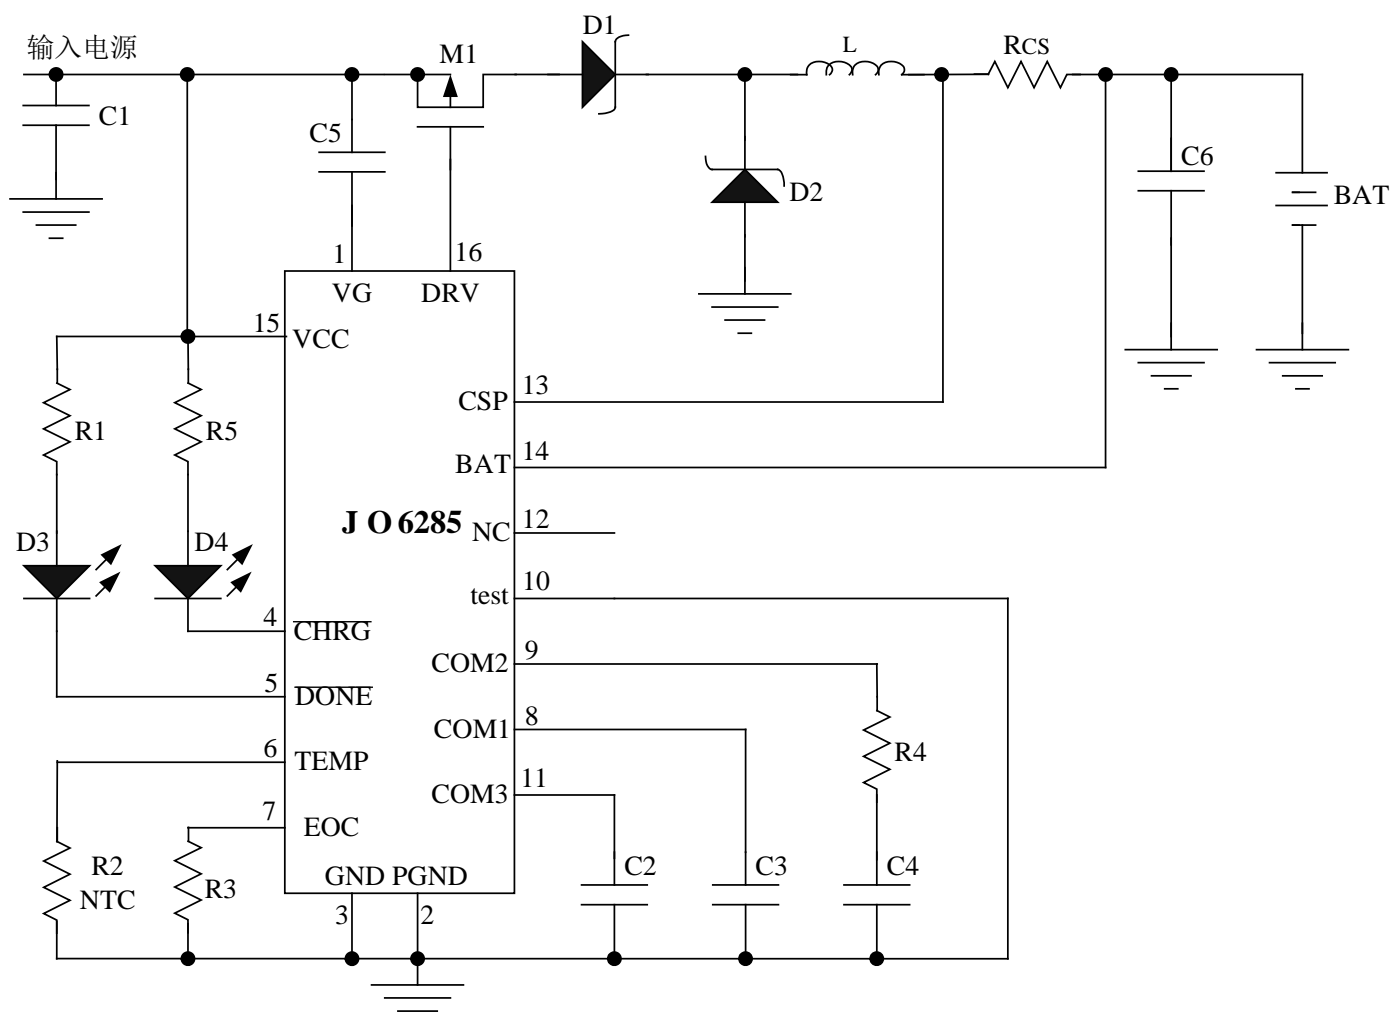 输入电源
M1
D1
L
RCS
C1
C5
D2
C6
BAT
1
16
VG
DRV
15
VCC
CSP
13
R1
R5
BAT
14
J O 6285
NC
12
D3
D4
test
10
4
CHRG
COM2
9
5
DONE
COM1
8
6
TEMP
R4
COM3
11
7
EOC
R2
NTC
R3
GND
PGND
C2
C3
C4
3
2